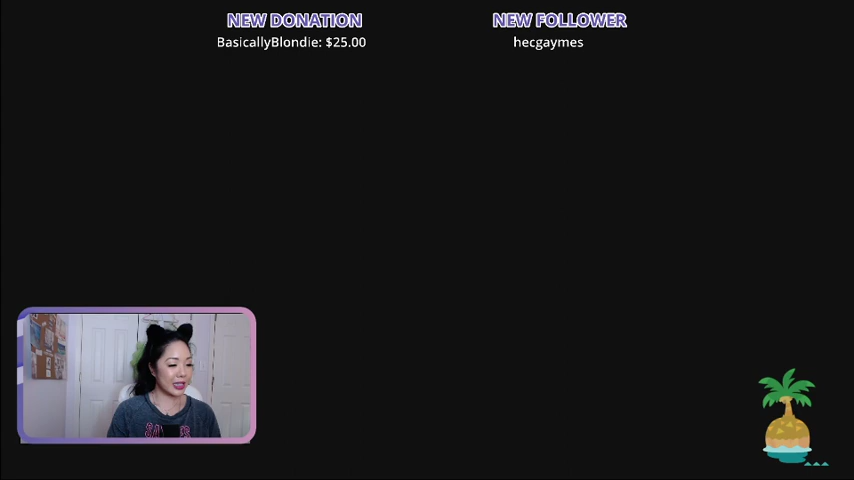 NEW DONATION
BasicallyBlondie: $25.00
NEW FOLLOWER
hecgaymes